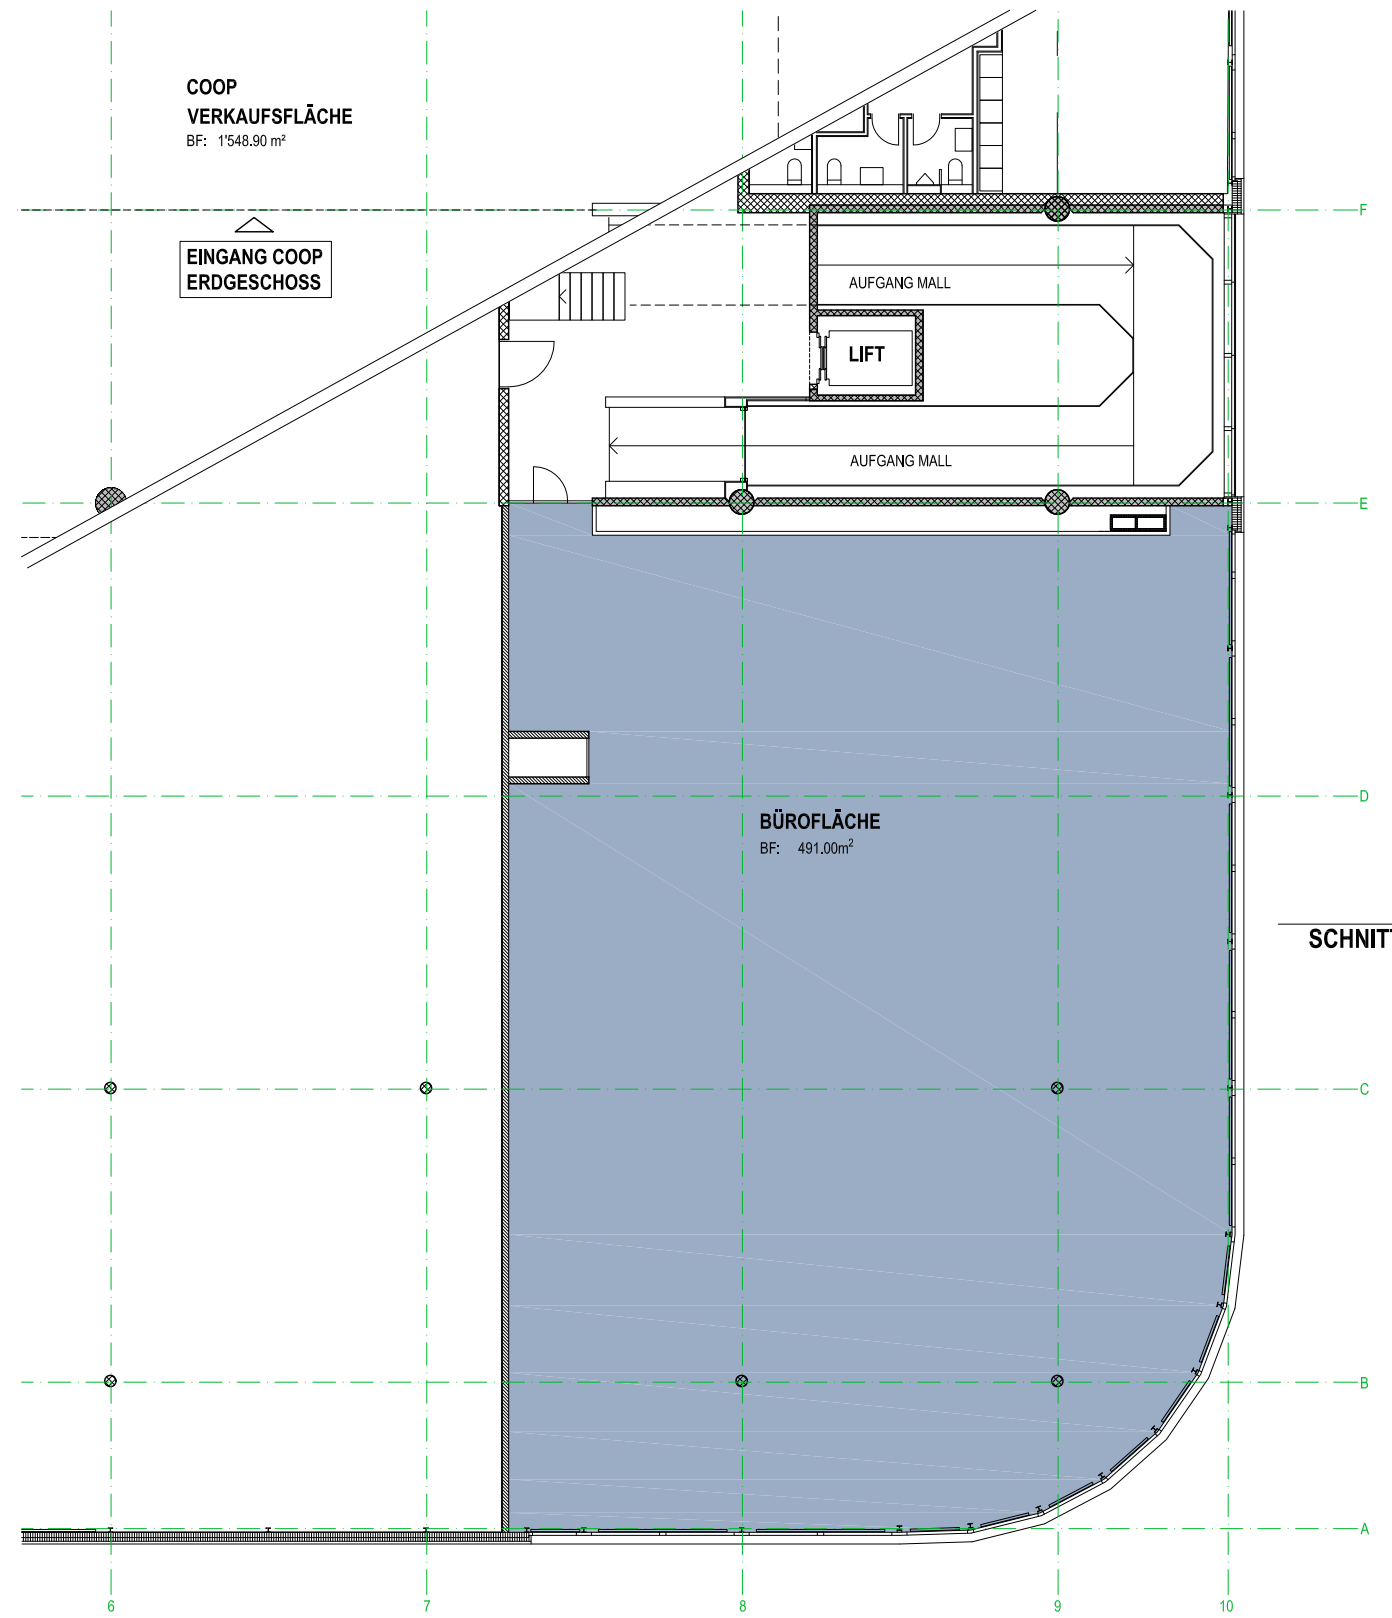 COOP
VERKAUFSFLÄCHE
BF: 1'548.90 m²
EINGANG COOP
ERDGESCHOSS
F
AUFGANG MALL
LIFT
AUFGANG MALL
E
D
BÜROFLÄCHE
BF: 491.00m²
SCHNIT
C
B
A
6 7 8 9 10